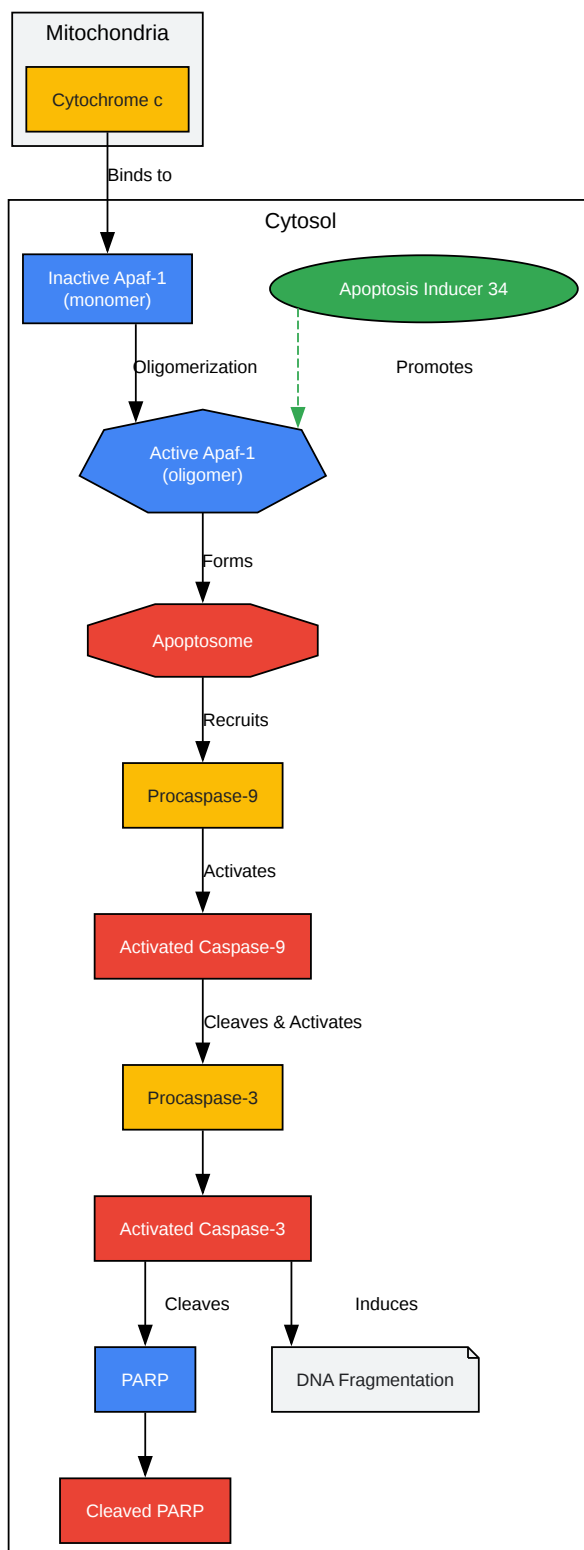 Mitochondria
Cytochrome c
Binds to
Cytosol
Inactive Apaf-1
(monomer)
Apoptosis Inducer 34
Oligomerization
Promotes
Active Apaf-1
(oligomer)
Forms
Apoptosome
Recruits
Procaspase-9
Activates
Activated Caspase-9
Cleaves & Activates
Procaspase-3
Activated Caspase-3
Cleaves
Induces
PARP
DNA Fragmentation
Cleaved PARP